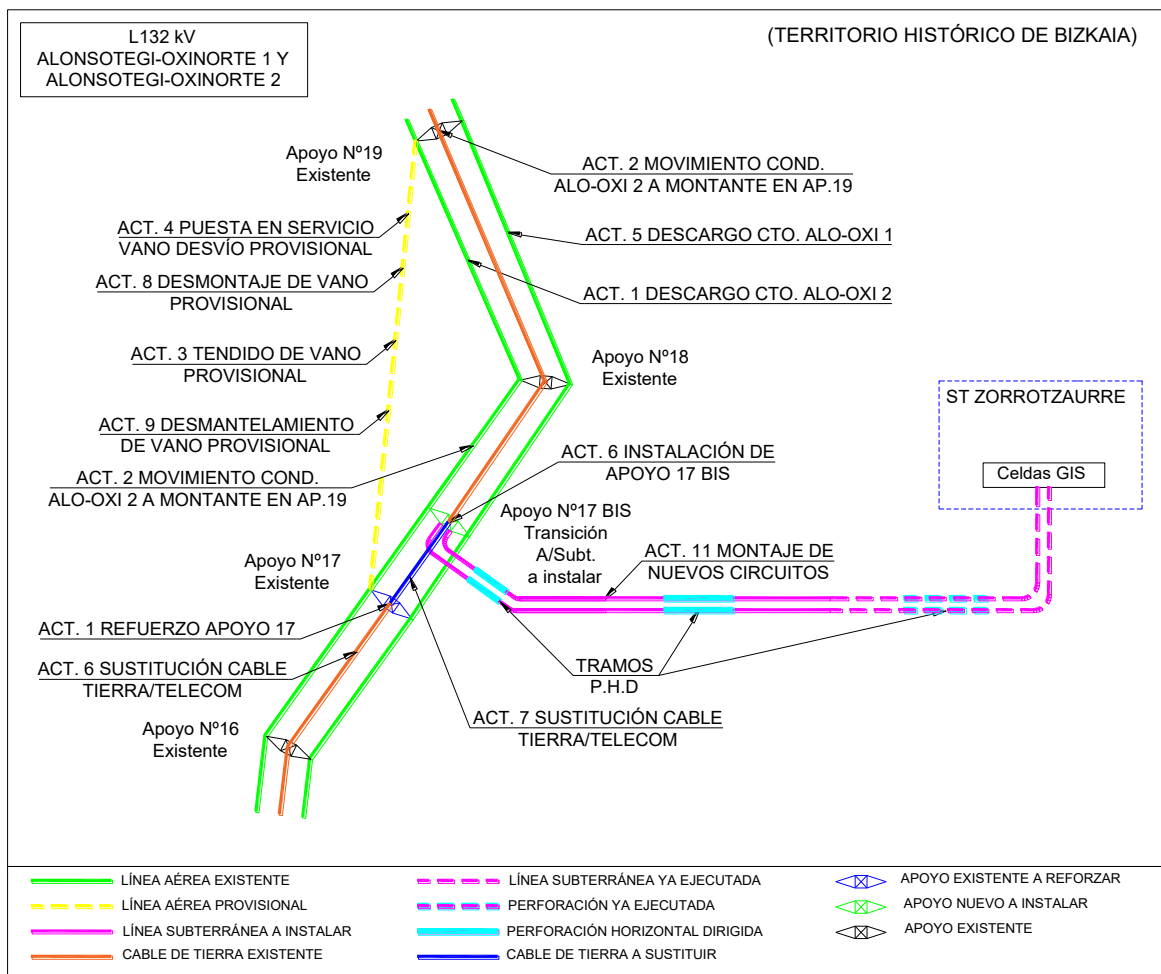 L132 kV
ALONSOTEGI-OXINORTE 1 Y
ALONSOTEGI-OXINORTE 2
(TERRITORIO HISTÓRICO DE BIZKAIA)
Apoyo Nº19
Existente
ACT. 2 MOVIMIENTO COND.
ALO-OXI 2 A MONTANTE EN AP.19
ACT. 4 PUESTA EN SERVICIO
VANO DESVÍO PROVISIONAL
ACT. 5 DESCARGO CTO. ALO-OXI 1
ACT. 8 DESMONTAJE DE VANO
PROVISIONAL
ACT. 1 DESCARGO CTO. ALO-OXI 2
ACT. 3 TENDIDO DE VANO
PROVISIONAL
Apoyo Nº18
Existente
ST ZORROTZAURRE
Celdas GIS
ACT. 9 DESMANTELAMIENTO
DE VANO PROVISIONAL
ACT. 6 INSTALACIÓN DE
APOYO 17 BIS
ACT. 2 MOVIMIENTO COND.
ALO-OXI 2 A MONTANTE EN AP.19
Apoyo Nº17 BIS
Transición
A/Subt.
a instalar
ACT. 11 MONTAJE DE
NUEVOS CIRCUITOS
Apoyo Nº17
Existente
ACT. 1 REFUERZO APOYO 17
ACT. 6 SUSTITUCIÓN CABLE
TIERRA/TELECOM
TRAMOS
P.H.D
ACT. 7 SUSTITUCIÓN CABLE
TIERRA/TELECOM
Apoyo Nº16
Existente
LÍNEA AÉREA EXISTENTE
LÍNEA AÉREA PROVISIONAL
LÍNEA SUBTERRÁNEA A INSTALAR
CABLE DE TIERRA EXISTENTE
LÍNEA SUBTERRÁNEA YA EJECUTADA
PERFORACIÓN YA EJECUTADA
PERFORACIÓN HORIZONTAL DIRIGIDA
CABLE DE TIERRA A SUSTITUIR
APOYO EXISTENTE A REFORZAR
APOYO NUEVO A INSTALAR
APOYO EXISTENTE